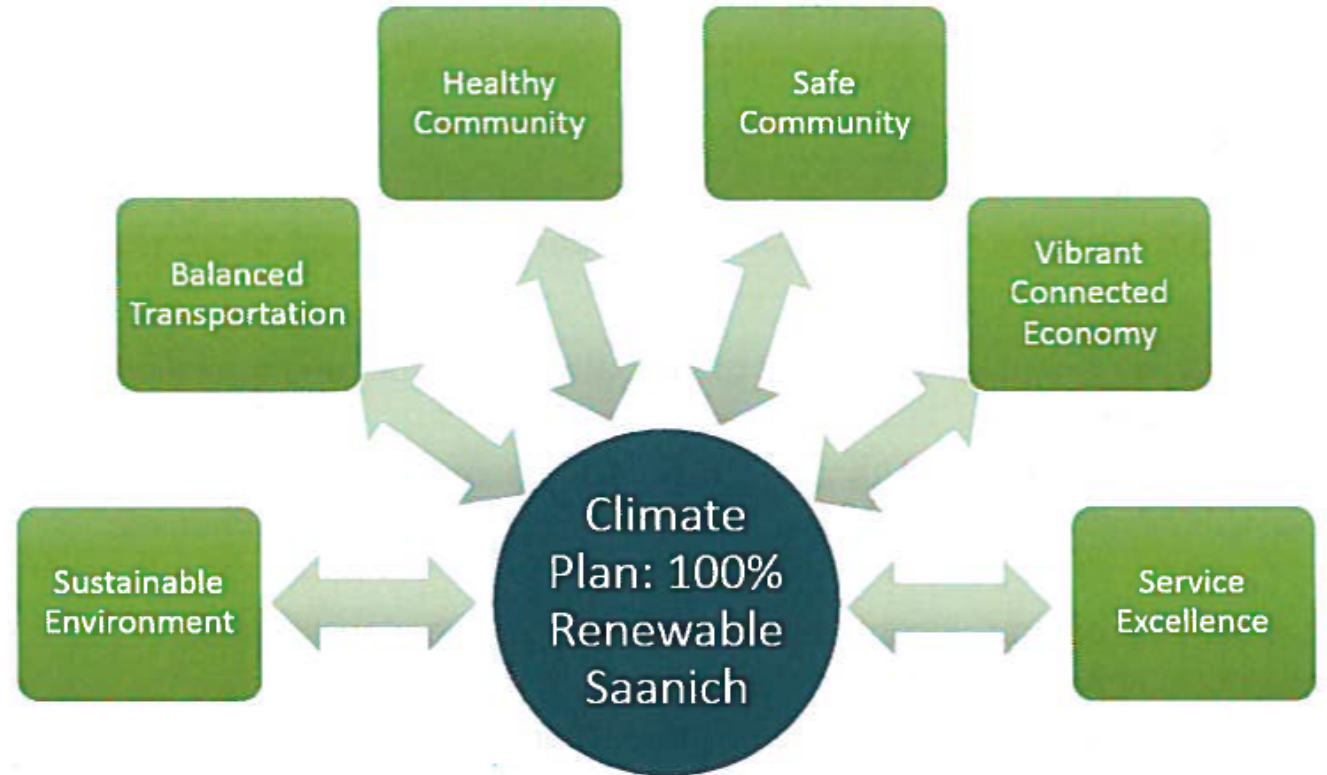 Healthy
Community
Safe
Community
Balanced
Transportation
Vibrant
Connected
Economy
Sustainable
Environment
Climate
Plan: 100%
Renewable
Saanich
Service
Excellence